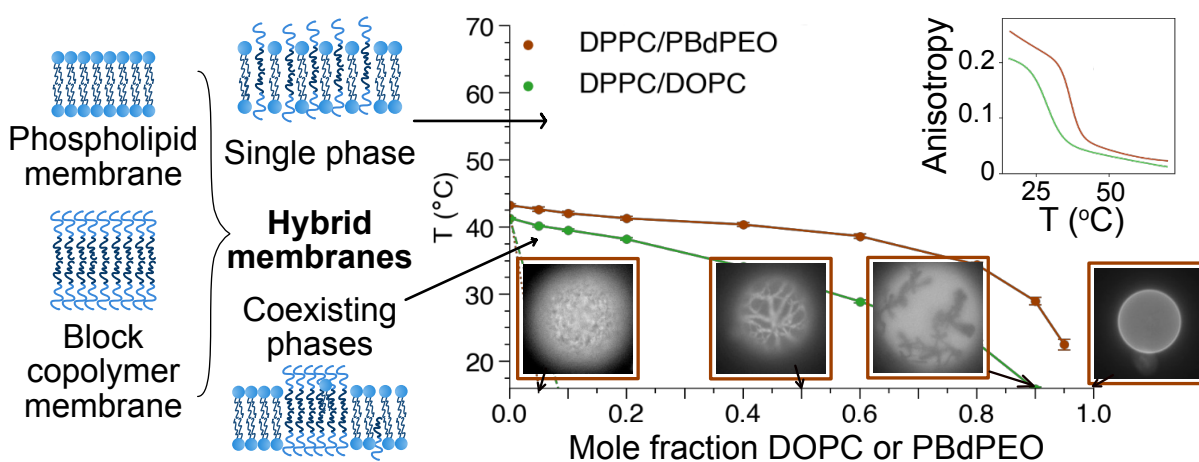 Phospholipid
membrane
Block
copolymer
membrane
Single phase
Hybrid
membranes
Coexisting
phases
DPPC/PBdPEO
DPPC/DOPC
T (°C)
70
60
50
40
30
20
0.0
0.2
0.4
0.6
0.8
1.0
Mole fraction DOPC or PBdPEO
Anisotropy
0.2
0.1
0
25
50
T (°C)